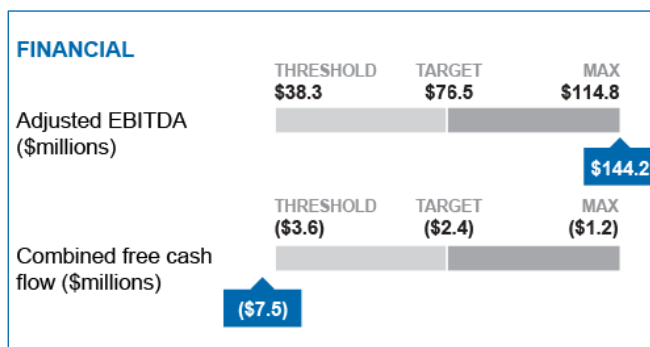 FINANCIAL
THRESHOLD TARGET MAX
$38.3 $76.5 $114.8
Adjusted EBITDA
($millions)
$144.2
THRESHOLD TARGET MAX
($3.6) ($2.4) ($1.2)
Combined free cash
flow ($millions)
($7.5)